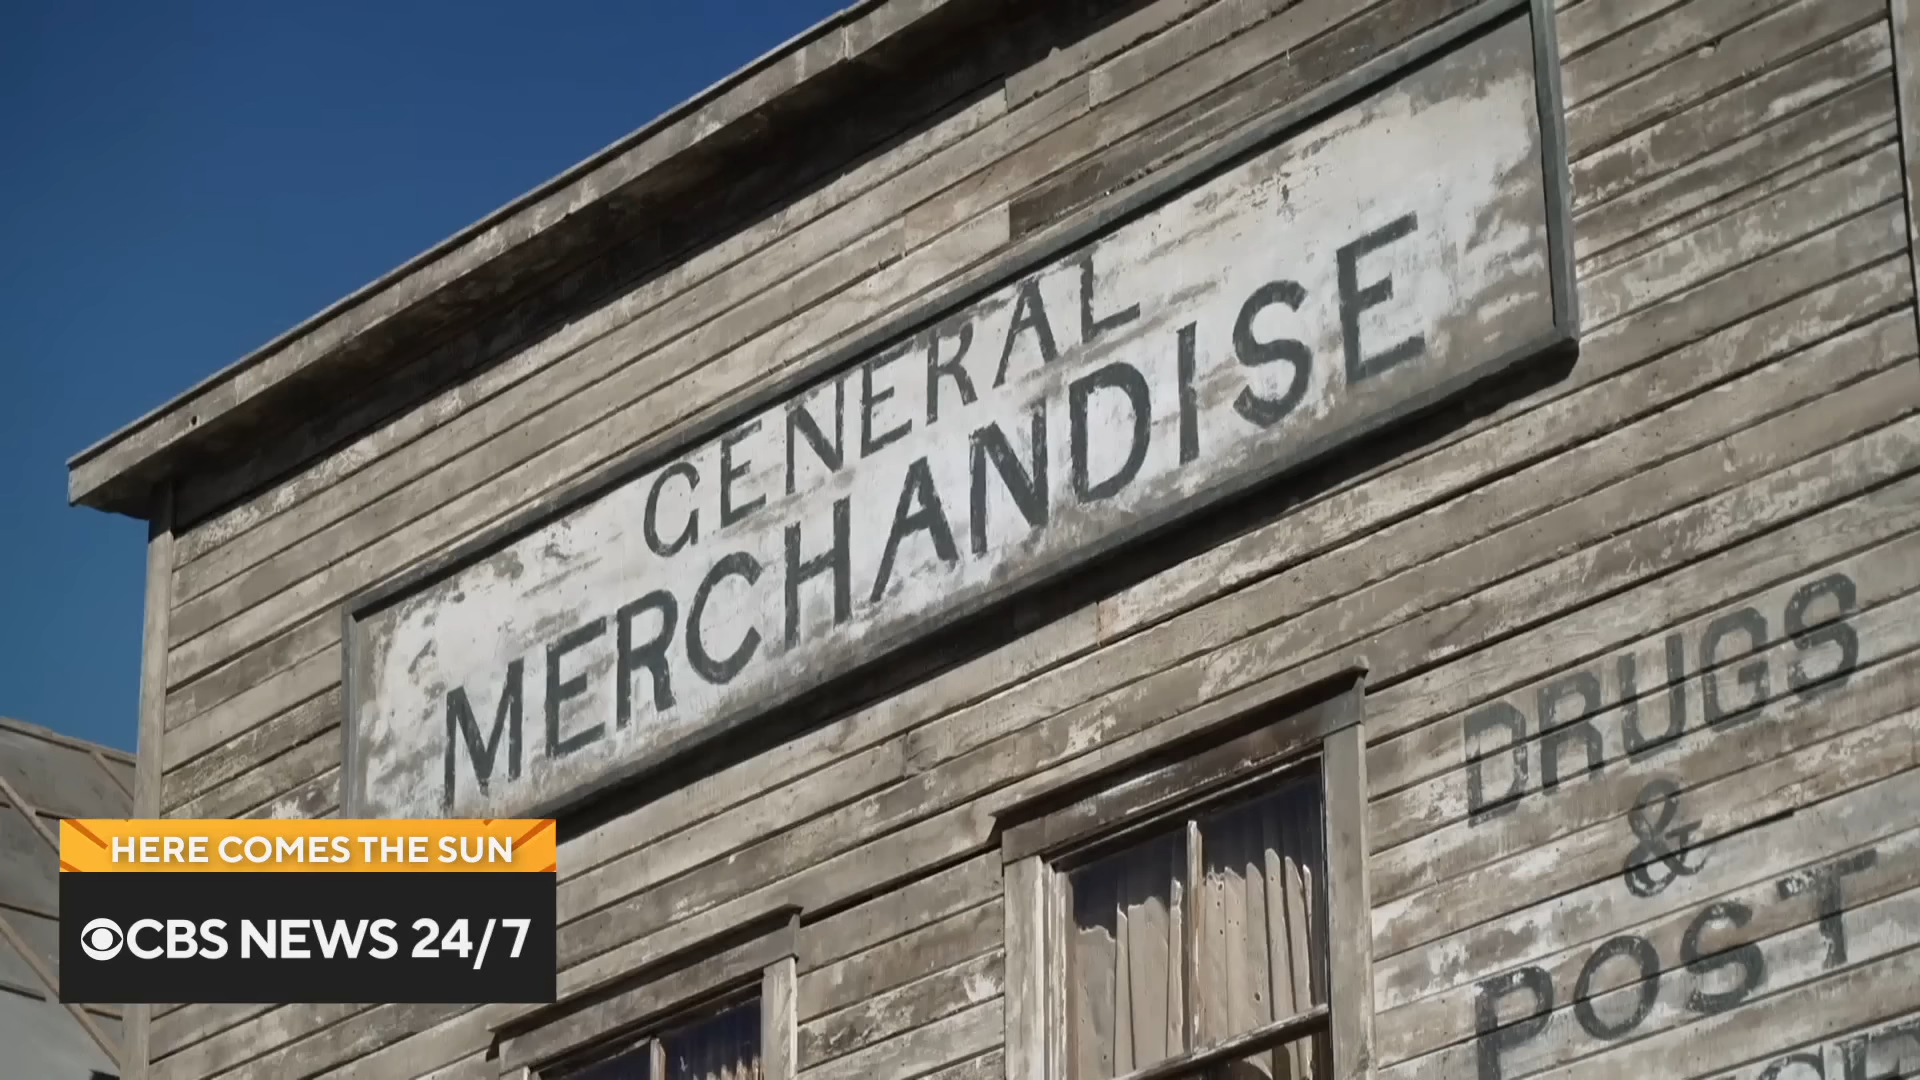 GENERAL
MERCHANDISE
DRUGS
&
POST
HERE COMES THE SUN
CBS NEWS 24/7